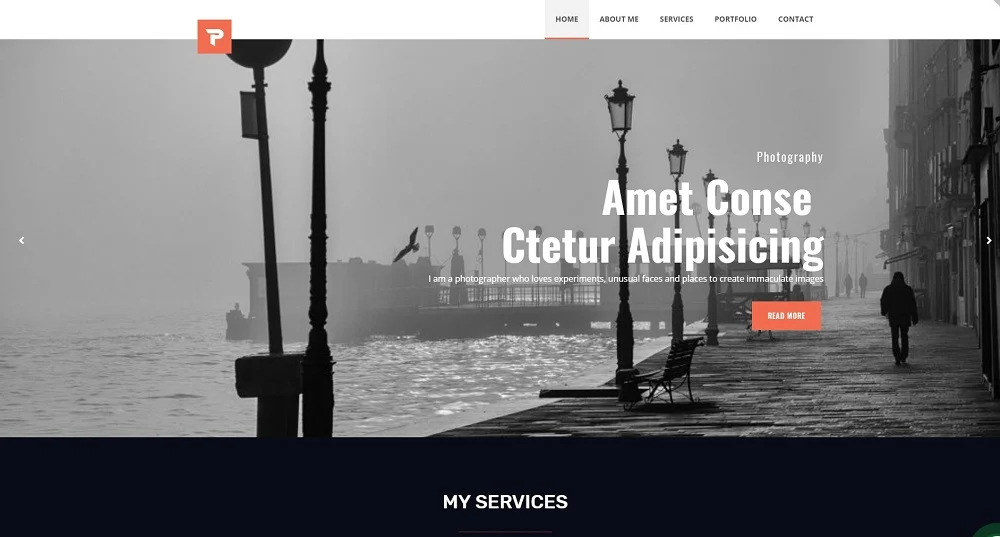 HOME ABOUT ME SERVICES PORTFOLIO CONTACT
Photography
Amet Conse
Ctetur Adipisicing
I am a photographer who loves experiments, unusual faces and places to create immaculate images
READ MORE
MY SERVICES